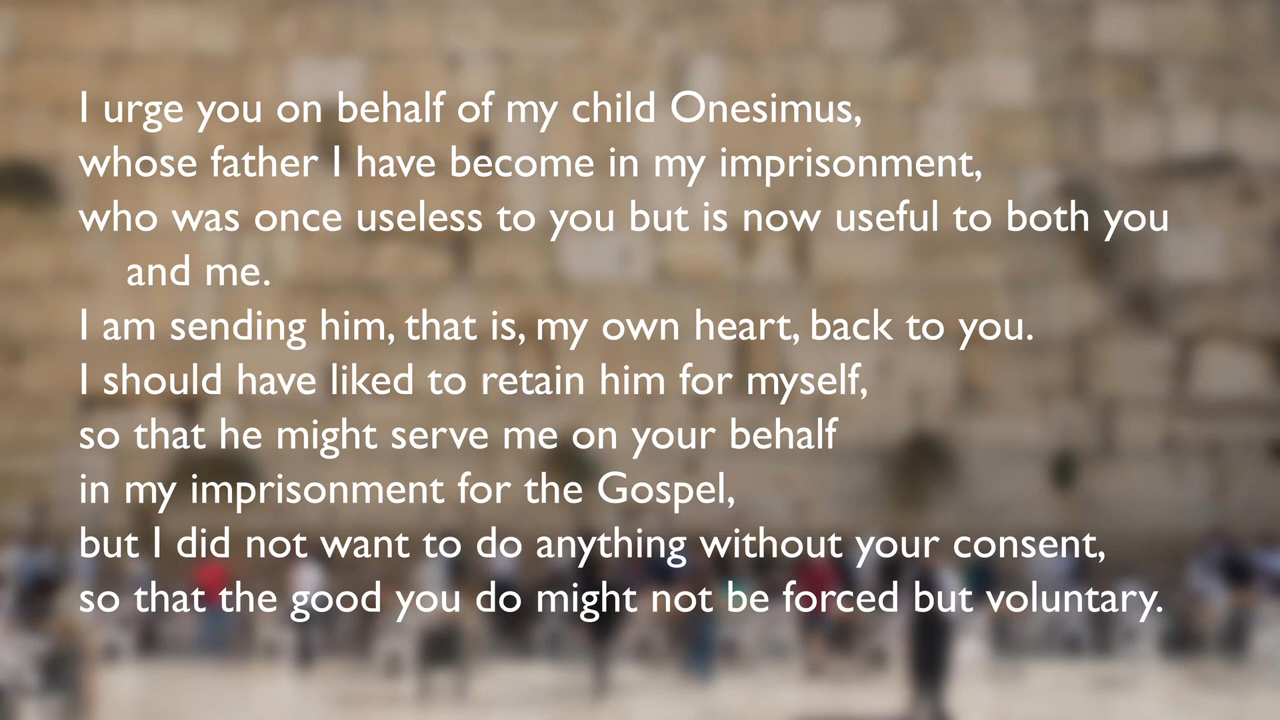 I urge you on behalf of my child Onesimus,
whose father I have become in my imprisonment,
who was once useless to you but is now useful to both you
and me.
I am sending him, that is, my own heart, back to you.
I should have liked to retain him for myself,
so that he might serve me on your behalf
in my imprisonment for the Gospel,
but I did not want to do anything without your consent,
so that the good you do might not be forced but voluntary.